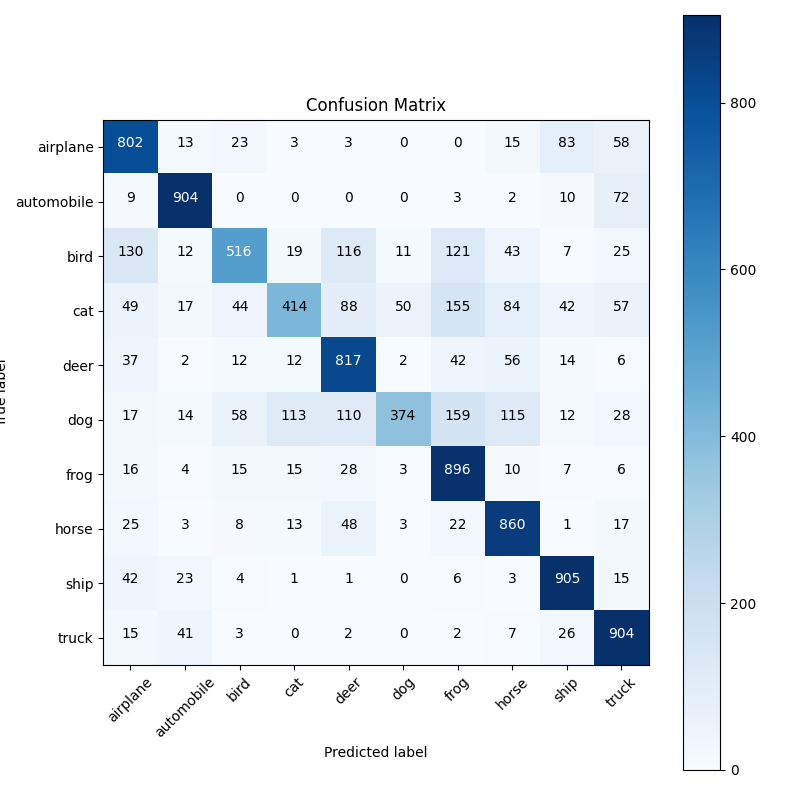 Confusion Matrix
airplane 802 13 23 3 3 0 0 15 83 58
automobile 9 904 0 0 0 0 3 2 10 72
bird 130 12 516 19 116 11 121 43 7 25
cat 49 17 44 414 88 50 155 84 42 57
deer 37 2 12 12 817 2 42 56 14 6
dog 17 14 58 113 110 374 159 115 12 28
frog 16 4 15 15 28 3 896 10 7 6
horse 25 3 8 13 48 3 22 860 1 17
ship 42 23 4 1 1 0 6 3 905 15
truck 15 41 3 0 2 0 2 7 26 904
airplane automobile bird cat deer dog frog horse ship truck
Predicted label
label
800
600
400
200
0